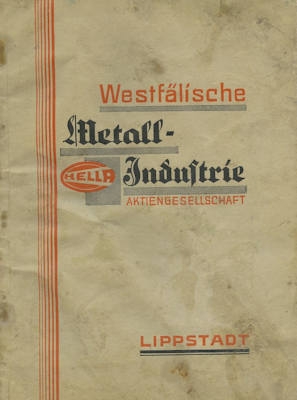 Westfälische
Metall-
HELLA Industrie
AKTIENGESELLSCHAFT
LIPPSTADT